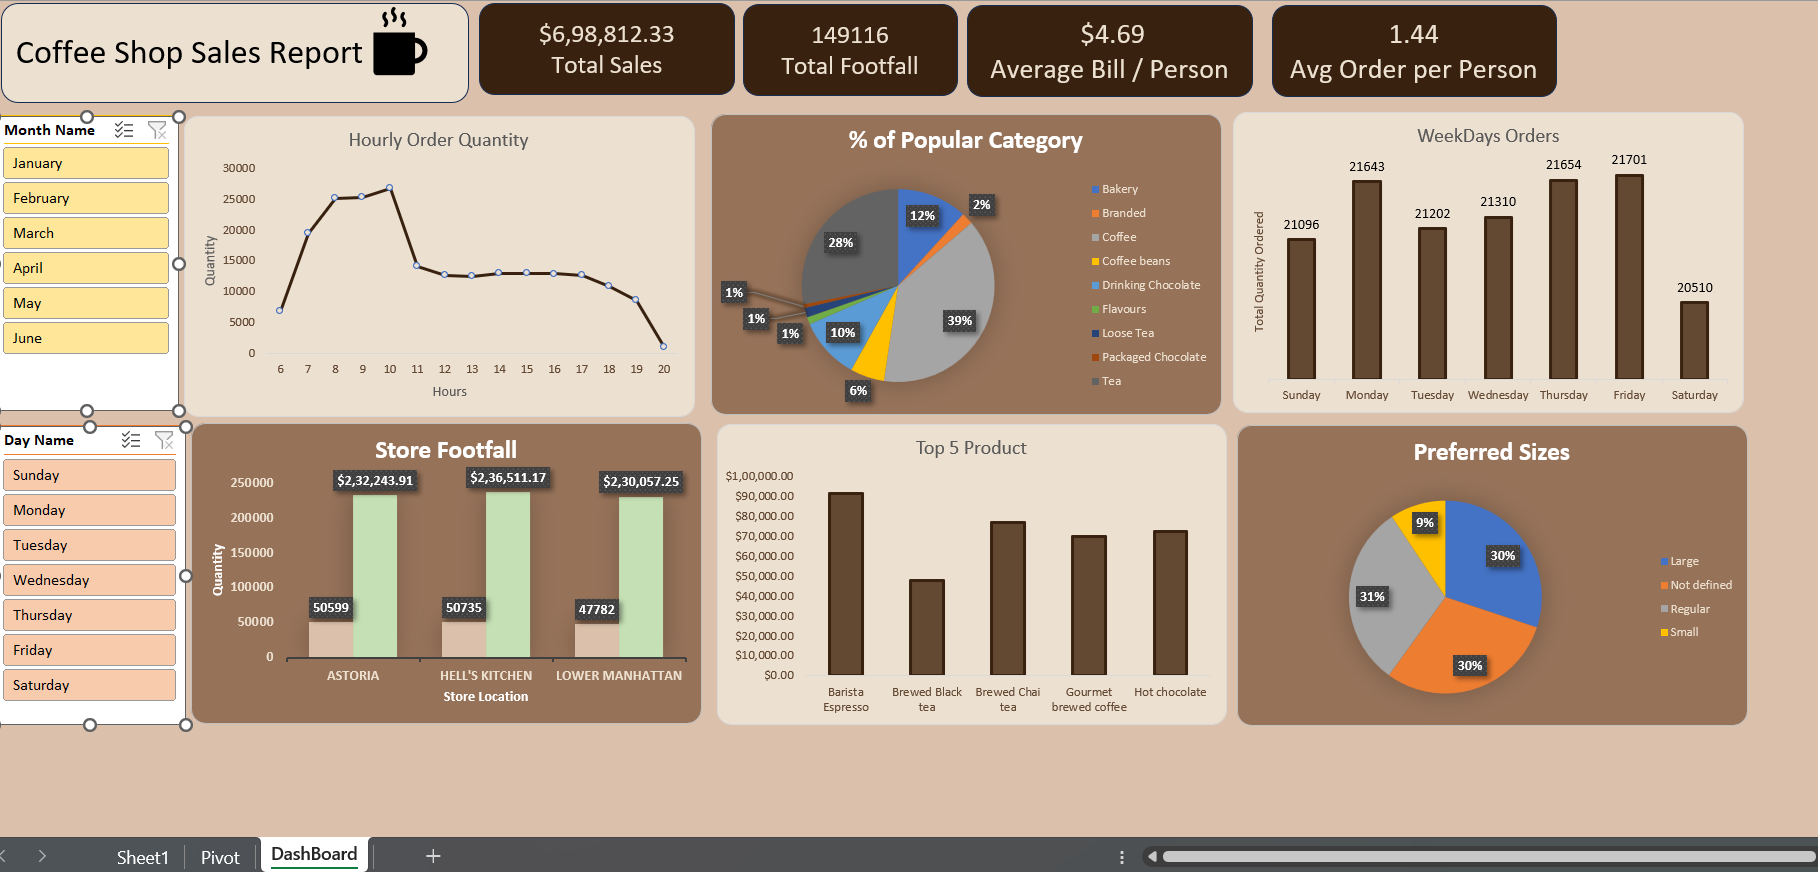 Coffee Shop Sales Report
$6,98,812.33
Total Sales
149116
Total Footfall
$4.69
Average Bill / Person
1.44
Avg Order per Person
Month Name
January
February
March
April
May
June
Hourly Order Quantity
Quantity
30000
25000
20000
15000
10000
5000
0
6 7 8 9 10 11 12 13 14 15 16 17 18 19 20
Hours
% of Popular Category
12%
2%
39%
6%
10%
1%
1%
1%
28%
Bakery
Branded
Coffee
Coffee beans
Drinking Chocolate
Flavours
Loose Tea
Packaged Chocolate
Tea
WeekDays Orders
Total Quantity Ordered
21096
21643
21202
21310
21654
21701
20510
Sunday Monday Tuesday Wednesday Thursday Friday Saturday
Day Name
Sunday
Monday
Tuesday
Wednesday
Thursday
Friday
Saturday
Store Footfall
Quantity
250000
200000
150000
100000
50000
0
$2,32,243.91
$2,36,511.17
$2,30,057.25
50599
50735
47782
ASTORIA HELL'S KITCHEN LOWER MANHATTAN
Store Location
Top 5 Product
$1,00,000.00
$90,000.00
$80,000.00
$70,000.00
$60,000.00
$50,000.00
$40,000.00
$30,000.00
$20,000.00
$10,000.00
$0.00
Barista
Espresso
Brewed Black
tea
Brewed Chai
tea
Gourmet
brewed coffee
Hot chocolate
Preferred Sizes
9%
30%
31%
30%
Large
Not defined
Regular
Small
Sheet1
Pivot
DashBoard